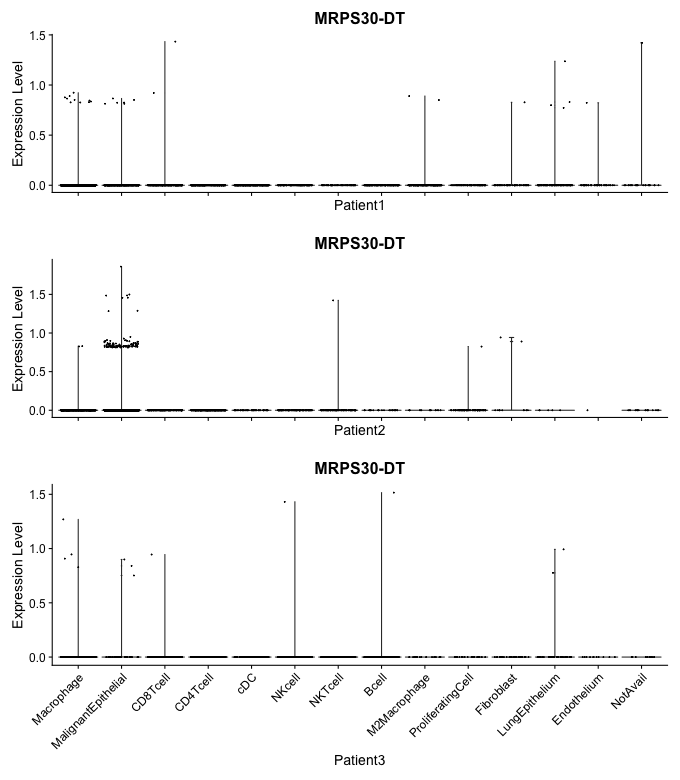 MRPS30-DT
1.5
1.0
0.5
0.0
Expression Level
Patient1
MRPS30-DT
1.5
1.0
0.5
0.0
Expression Level
Patient2
MRPS30-DT
1.5
1.0
0.5
0.0
Expression Level
Macrophage
MalignantEpithelial
CD8Tcell
CD4Tcell
cDC
NKcell
NKTcell
Bcell
M2Macrophage
ProliferatingCell
Fibroblast
LungEpithelium
Endothelium
NotAvail
Patient3